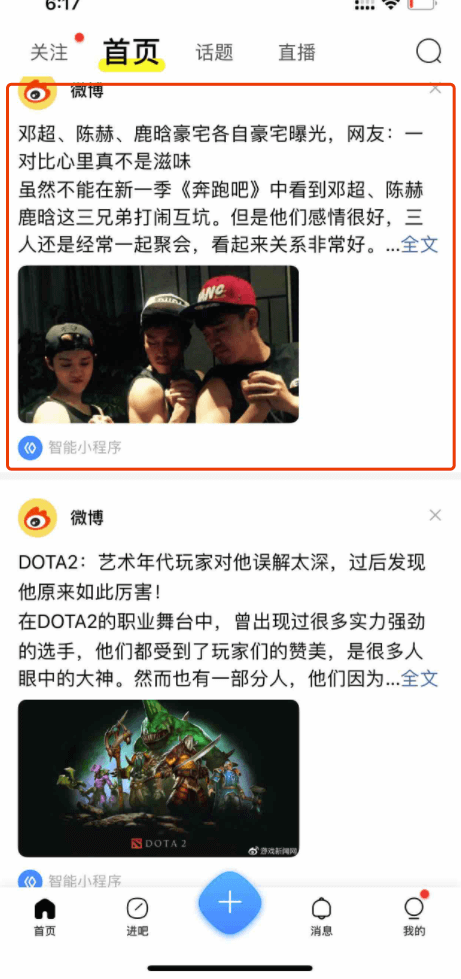 6:17
关注 首页 话题 直播
微博
邓超、陈赫、鹿晗豪宅各自豪宅曝光，网友：一
对比心里真不是滋味
虽然不能在新一季《奔跑吧》中看到邓超、陈赫
鹿晗这三兄弟打闹互坑。但是他们感情很好，三
人还是经常一起聚会，看起来关系非常好。...全文
智能小程序
微博
DOTA2：艺术年代玩家对他误解太深，过后发现
他原来如此厉害！
在DOTA2的职业舞台中，曾出现过很多实力强劲
的选手，他们都受到了玩家们的赞美，是很多人
眼中的大神。然而也有一部分人，他们因为...全文
DOTA 2
游戏新闻网
智能小程序
首页 进吧 消息 我的